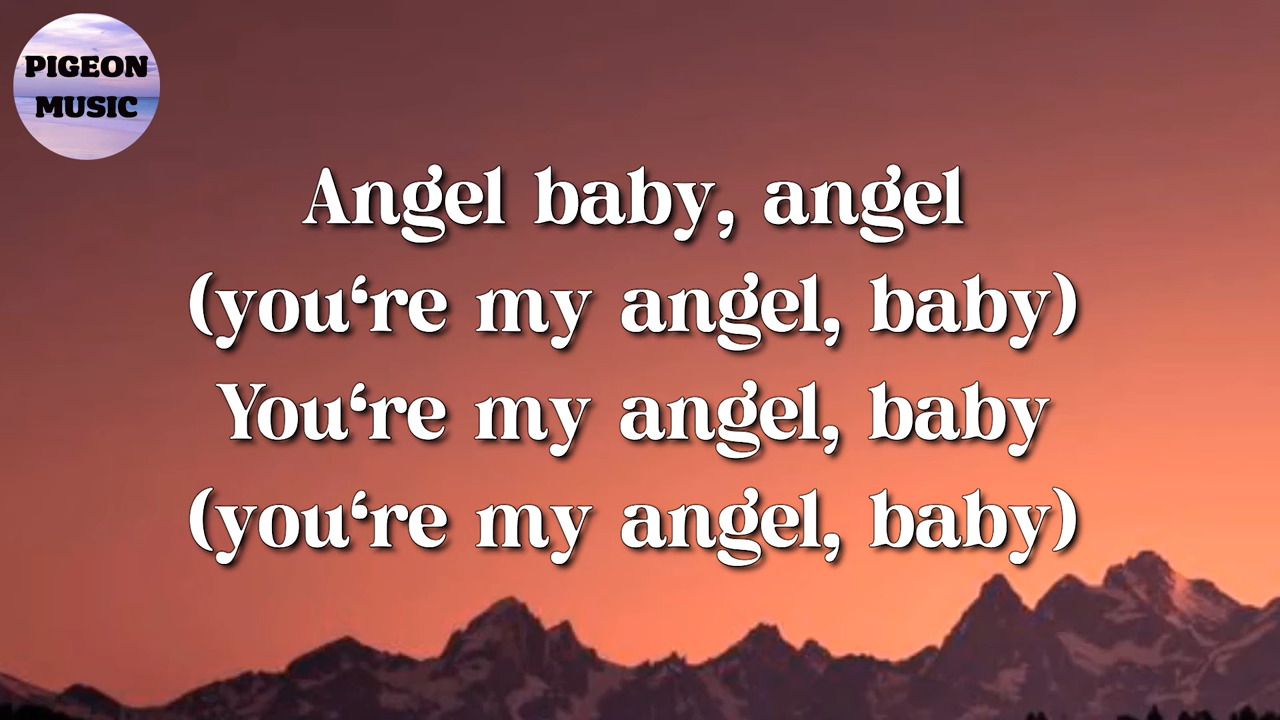 PIGEON
MUSIC
Angel baby, angel
(you‘re my angel, baby)
You‘re my angel, baby
(you‘re my angel, baby)